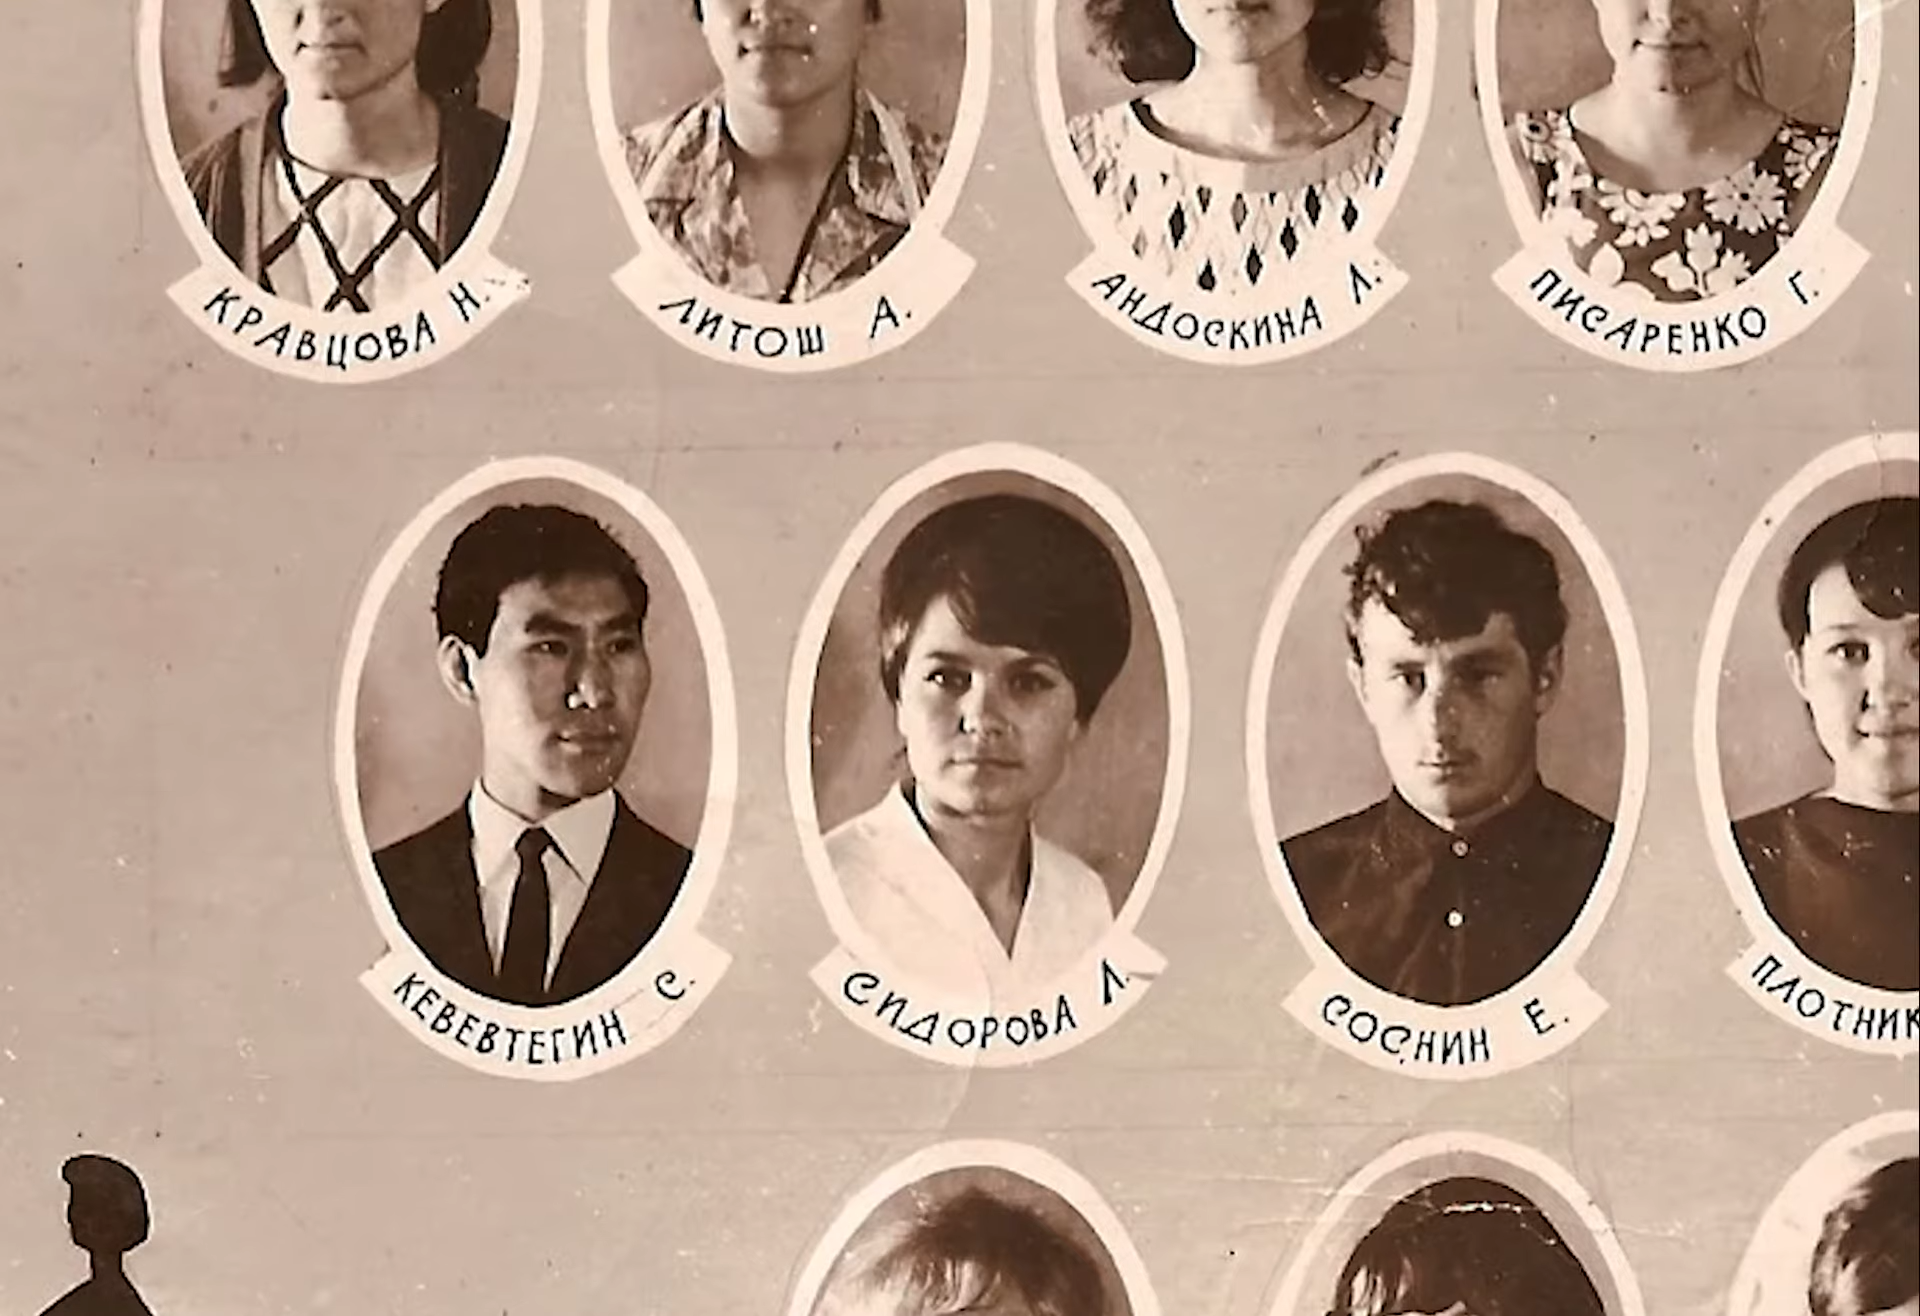 КРАВЦОВА Н.
ЛИТОШ А.
АНДОСКИНА Л.
ПИСАРЕНКО Г.
КЕВЕВТЕГИН С.
СИДОРОВА Л.
СОСНИН Е.
ПЛОТНИК